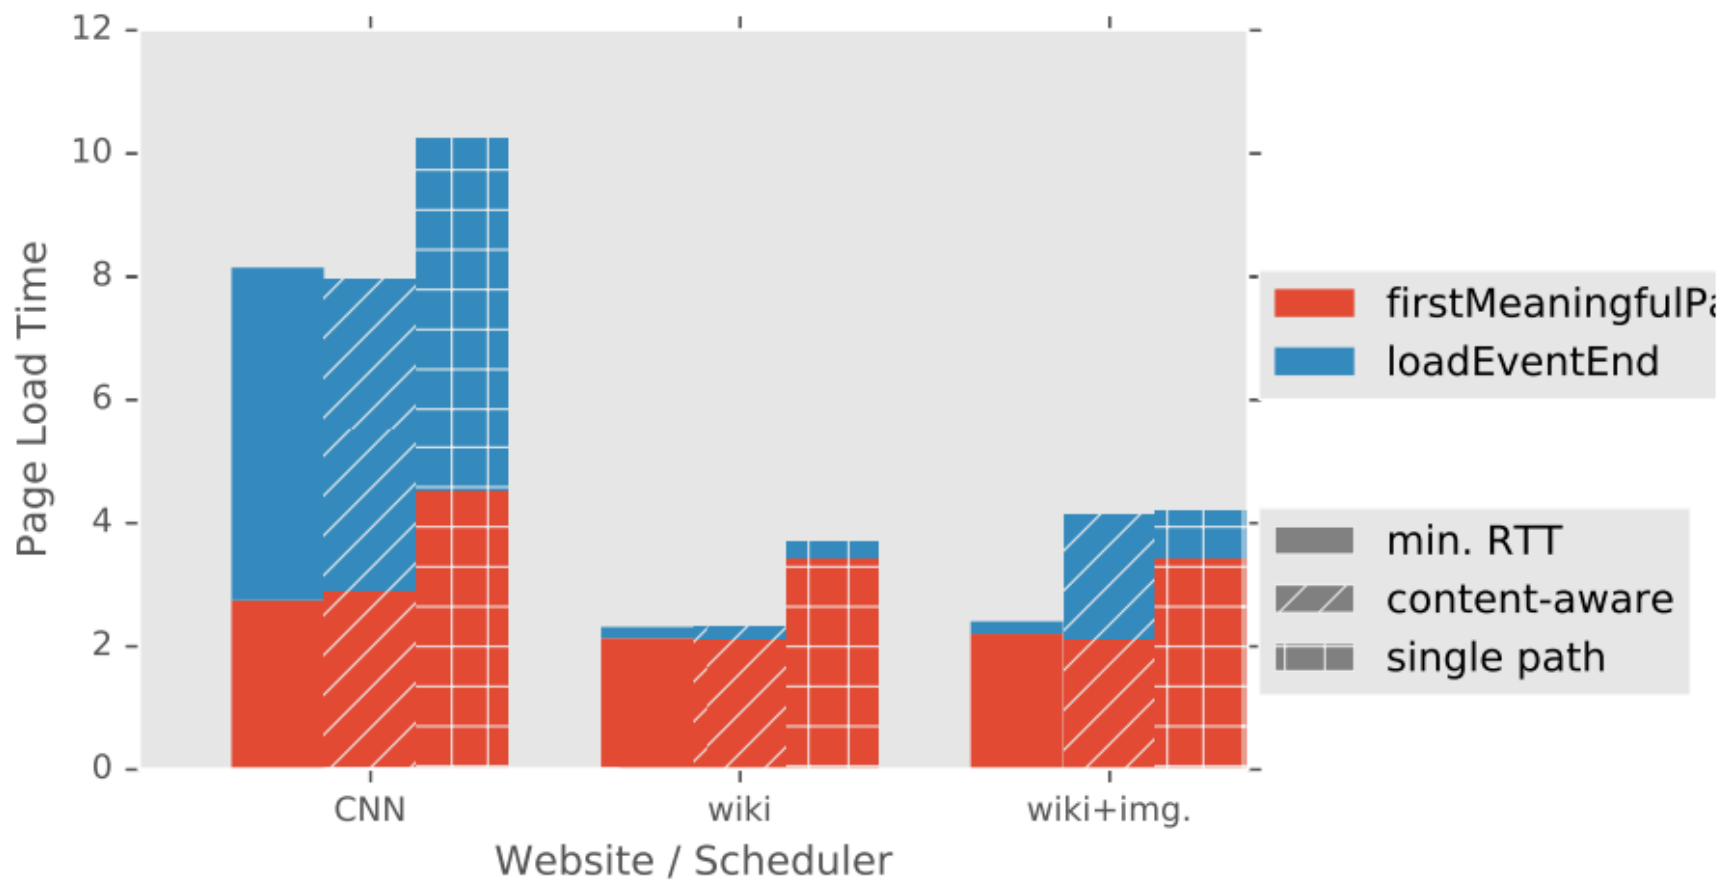 12
10
8
6
4
2
0
Page Load Time
CNN
wiki
wiki+img.
Website / Scheduler
firstMeaningfulPa
loadEventEnd
min. RTT
content-aware
single path